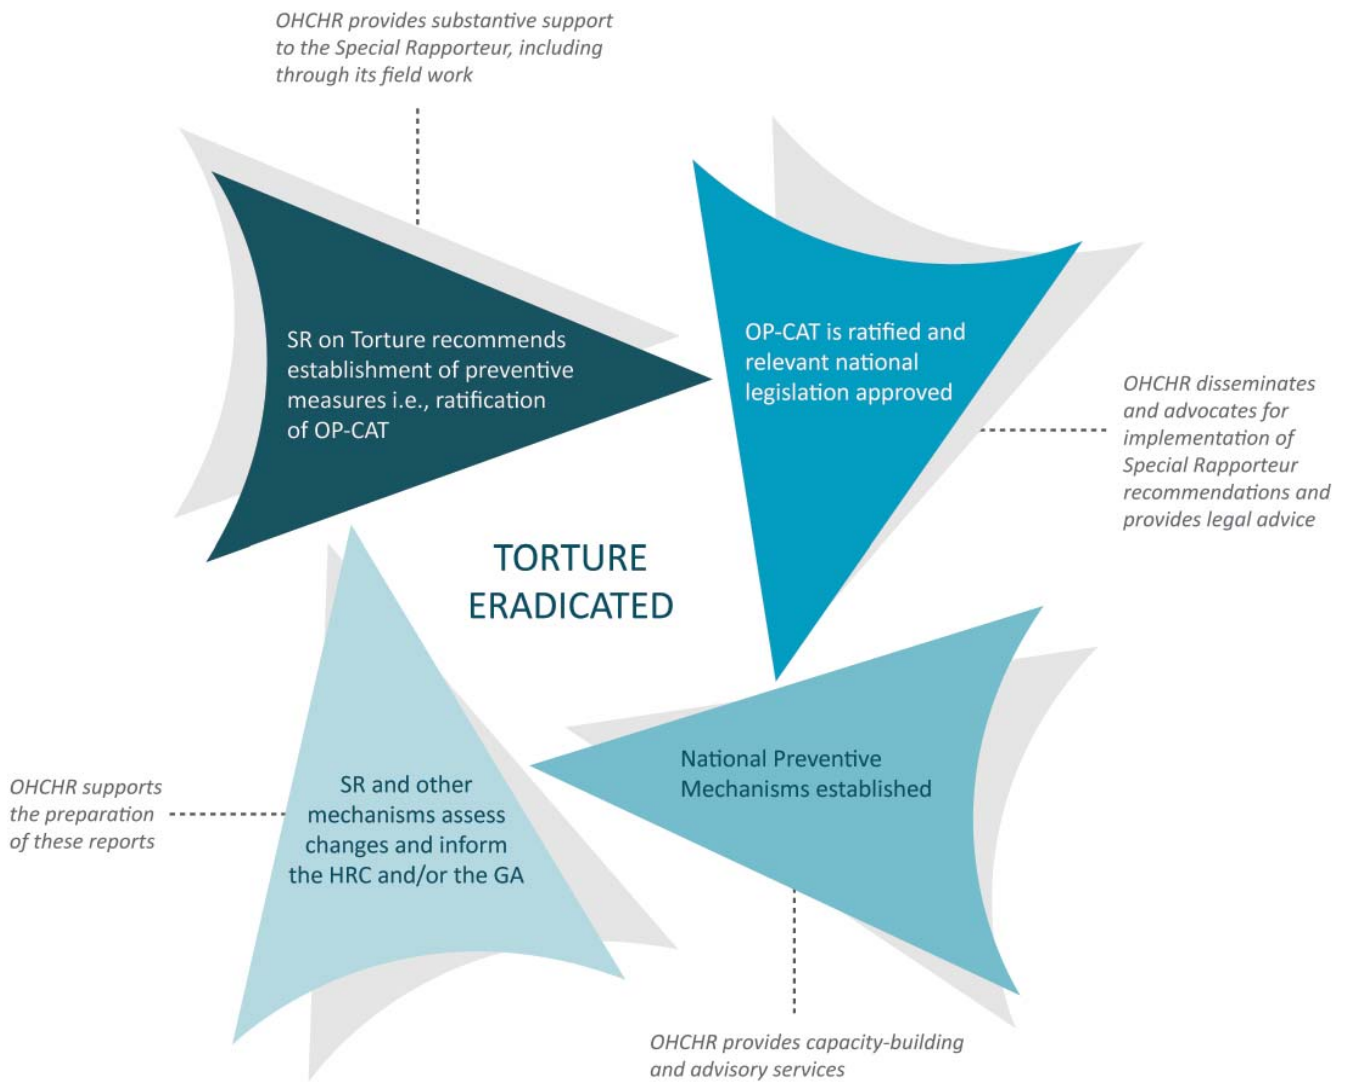 OHCHR provides substantive support
to the Special Rapporteur, including
through its field work
SR on Torture recommends
establishment of preventive
measures i.e., ratification
of OP-CAT
OP-CAT is ratified and
relevant national
legislation approved
OHCHR disseminates
and advocates for
implementation of
Special Rapporteur
recommendations and
provides legal advice
TORTURE
ERADICATED
National Preventive
Mechanisms established
OHCHR provides capacity-building
and advisory services
SR and other
mechanisms assess
changes and inform
the HRC and/or the GA
OHCHR supports
the preparation
of these reports